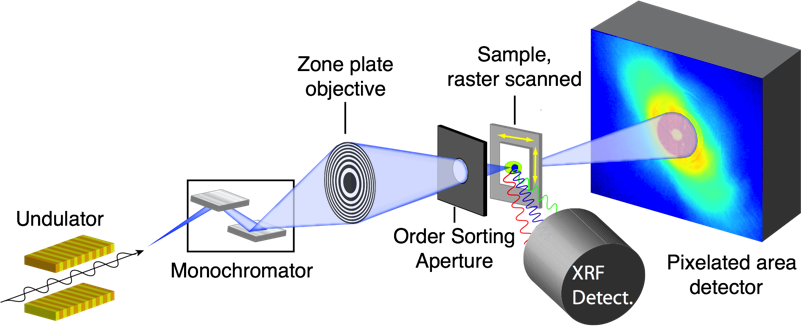 Undulator
Monochromator
Zone plate
objective
Order Sorting
Aperture
Sample,
raster scanned
XRF
Detect.
Pixelated area
detector